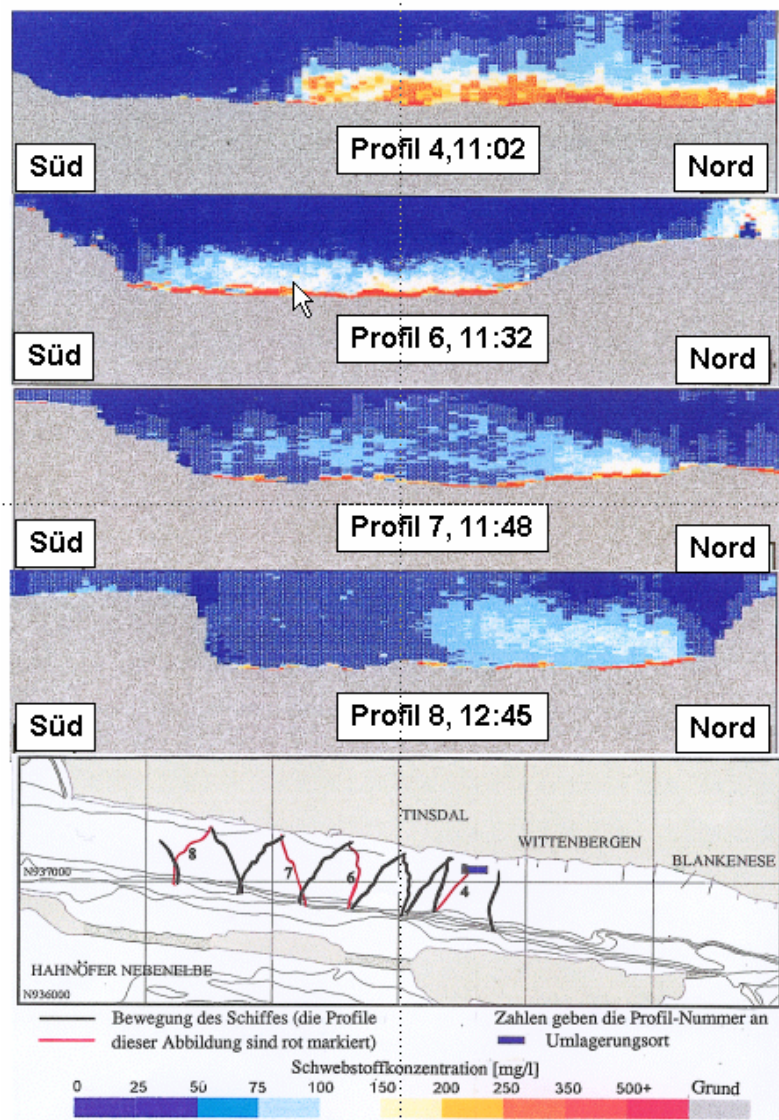 Süd
Profil 4,11:02
Nord
Süd
Profil 6, 11:32
Nord
Süd
Profil 7, 11:48
Nord
Süd
Profil 8, 12:45
Nord
TINSDAL
WITTENBERGEN
BLANKENESE
8
7
6
4
N937000
HAHNÖFER NEBENELBE
N936000
Bewegung des Schiffes (die Profile
dieser Abbildung sind rot markiert)
Zahlen geben die Profil-Nummer an
Umlagerungsort
Schwebstoffkonzentration [mg/l]
0 25 50 75 100 150 200 250 350 500+ Grund